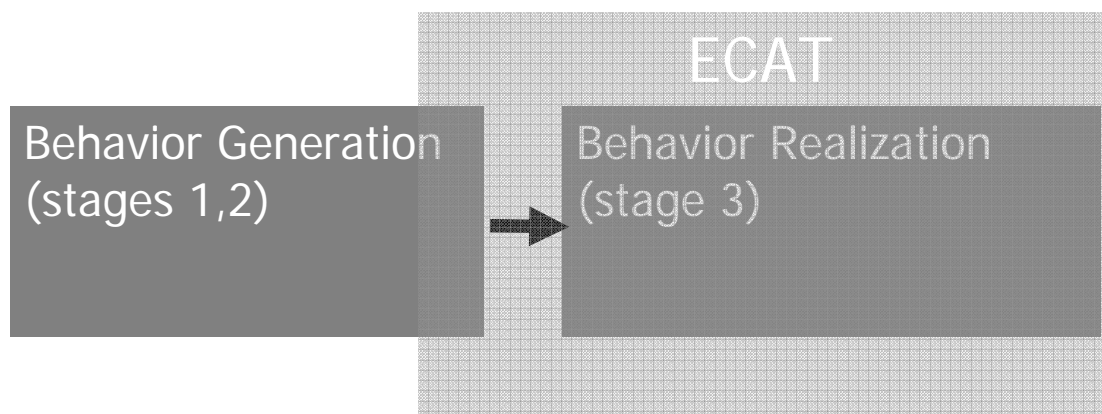 ECAT
Behavior Generation
(stages 1,2)
Behavior Realization
(stage 3)